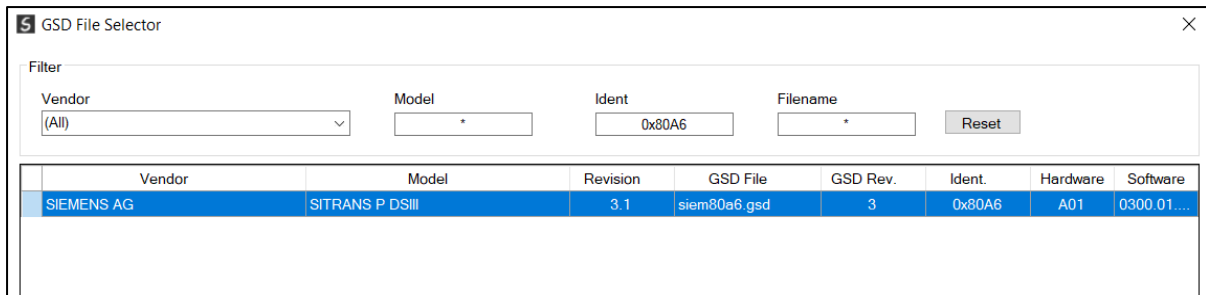 GSD File Selector
Filter
Vendor Model Ident Filename
(All) * 0x80A6 * Reset
Vendor Model Revision GSD File GSD Rev. Ident. Hardware Software
SIEMENS AG SITRANS P DSIII 3.1 siem80a6.gsd 3 0x80A6 A01 0300.01....